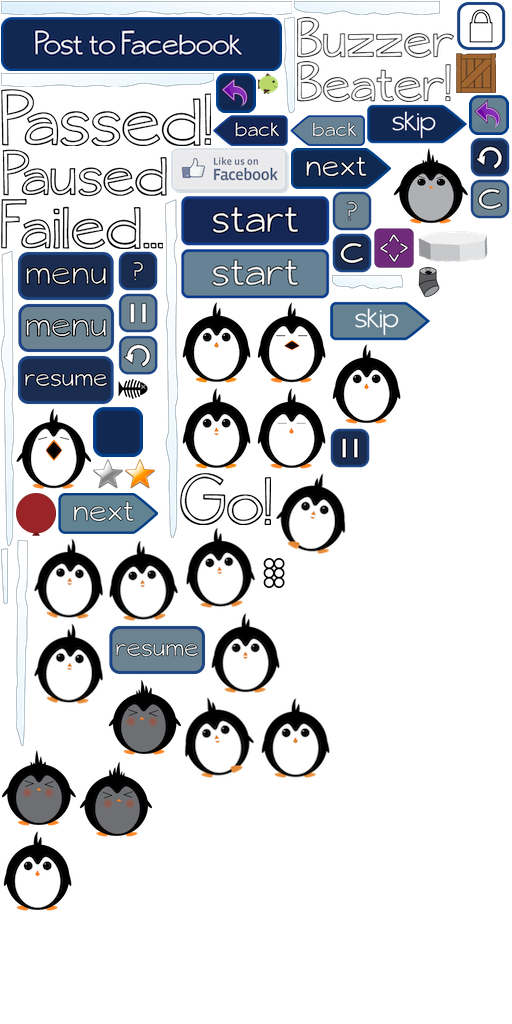 Post to Facebook
Buzzer
Beater!
Passed!
back
back
skip
Paused
Like us on
Facebook
next
C
Failed...
start
?
C
menu
?
start
menu
skip
resume
next
Go!
resume